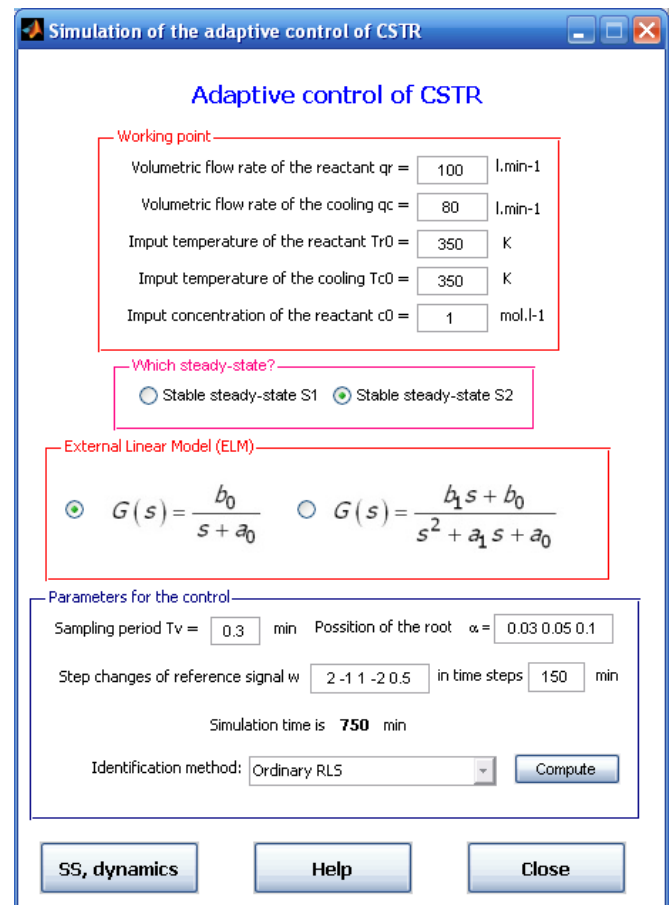 Simulation of the adaptive control of CSTR
Adaptive control of CSTR
Working point
Volumetric flow rate of the reactant qr = 100 l.min-1
Volumetric flow rate of the cooling qc = 80 l.min-1
Imput temperature of the reactant Tr0 = 350 K
Imput temperature of the cooling Tc0 = 350 K
Imput concentration of the reactant c0 = 1 mol.l-1
Which steady-state?
Stable steady-state S1 Stable steady-state S2
External Linear Model (ELM)
G(s) = b0 / (s + a0) G(s) = (b1s + b0) / (s² + a1s + a0)
Parameters for the control
Sampling period Tv = 0.3 min Possition of the root α = 0.03 0.05 0.1
Step changes of reference signal w 2 -1 1 -2 0.5 in time steps 150 min
Simulation time is 750 min
Identification method: Ordinary RLS Compute
SS, dynamics Help Close